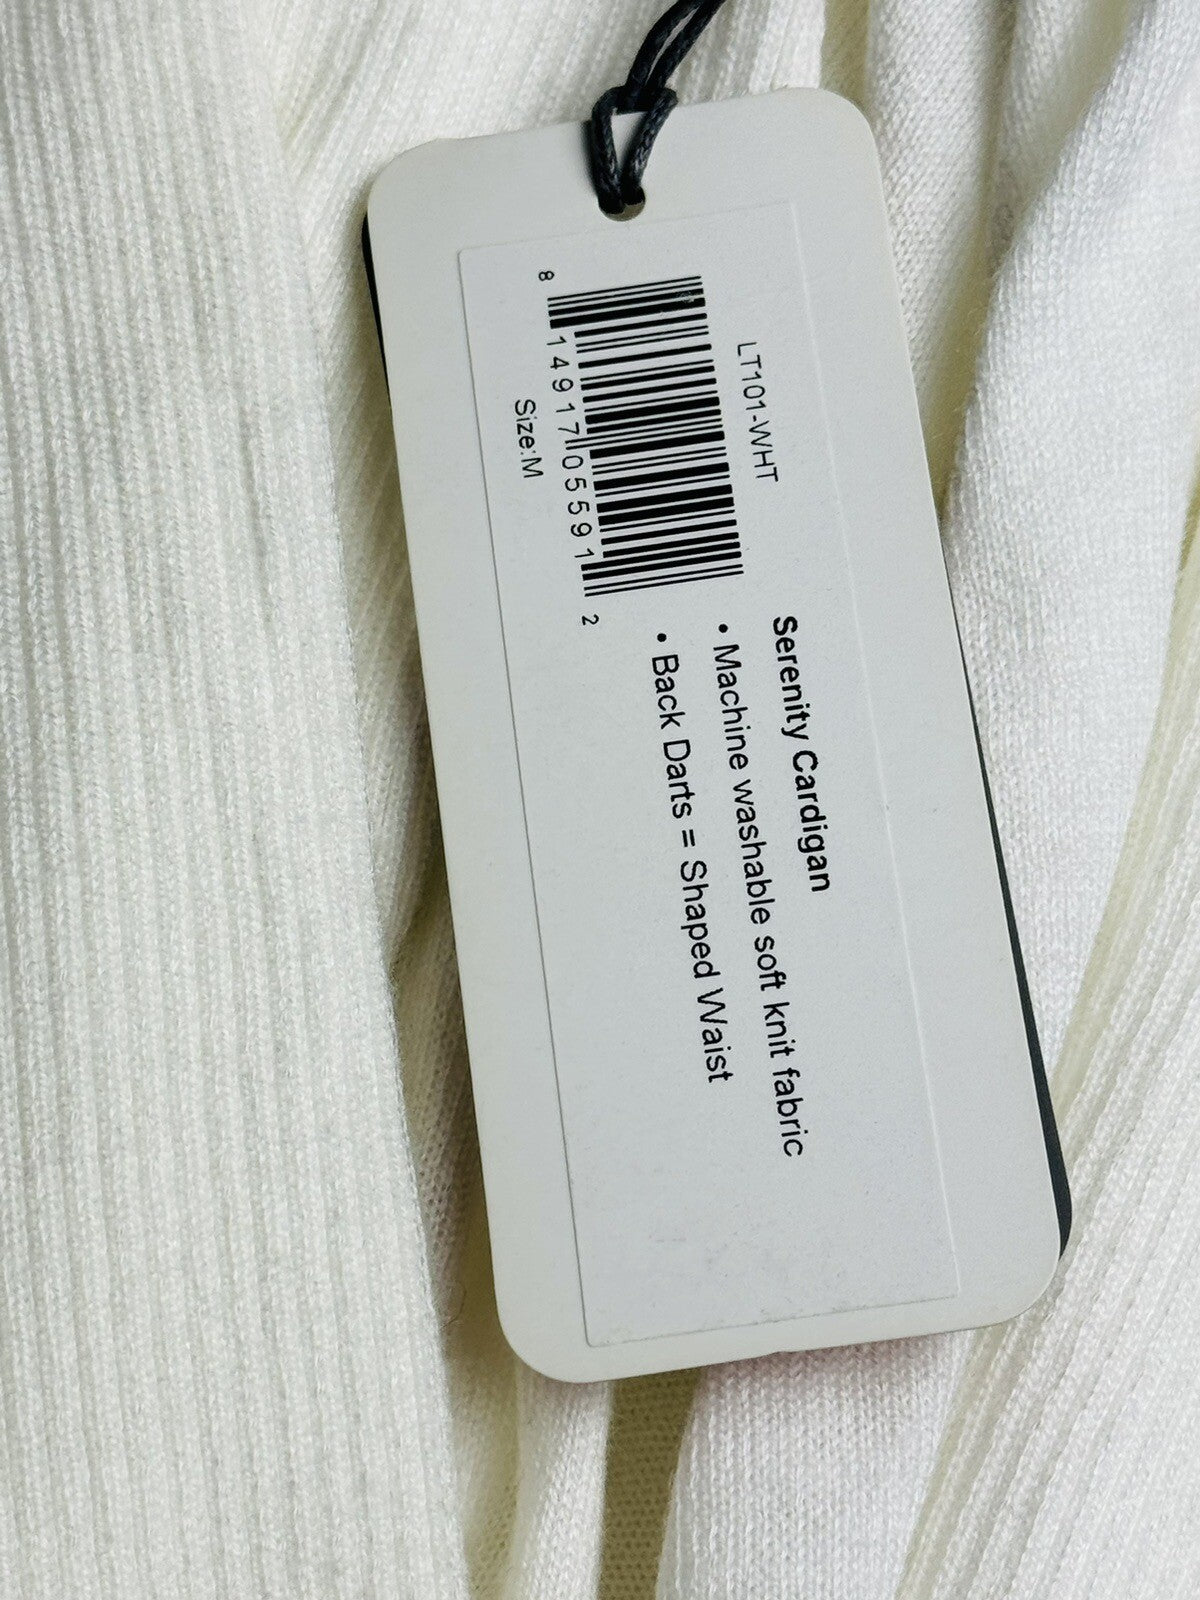 LT101-WHT
8 14917 05591 2
Size:M
Serenity Cardigan
• Machine washable soft knit fabric
• Back Darts = Shaped Waist